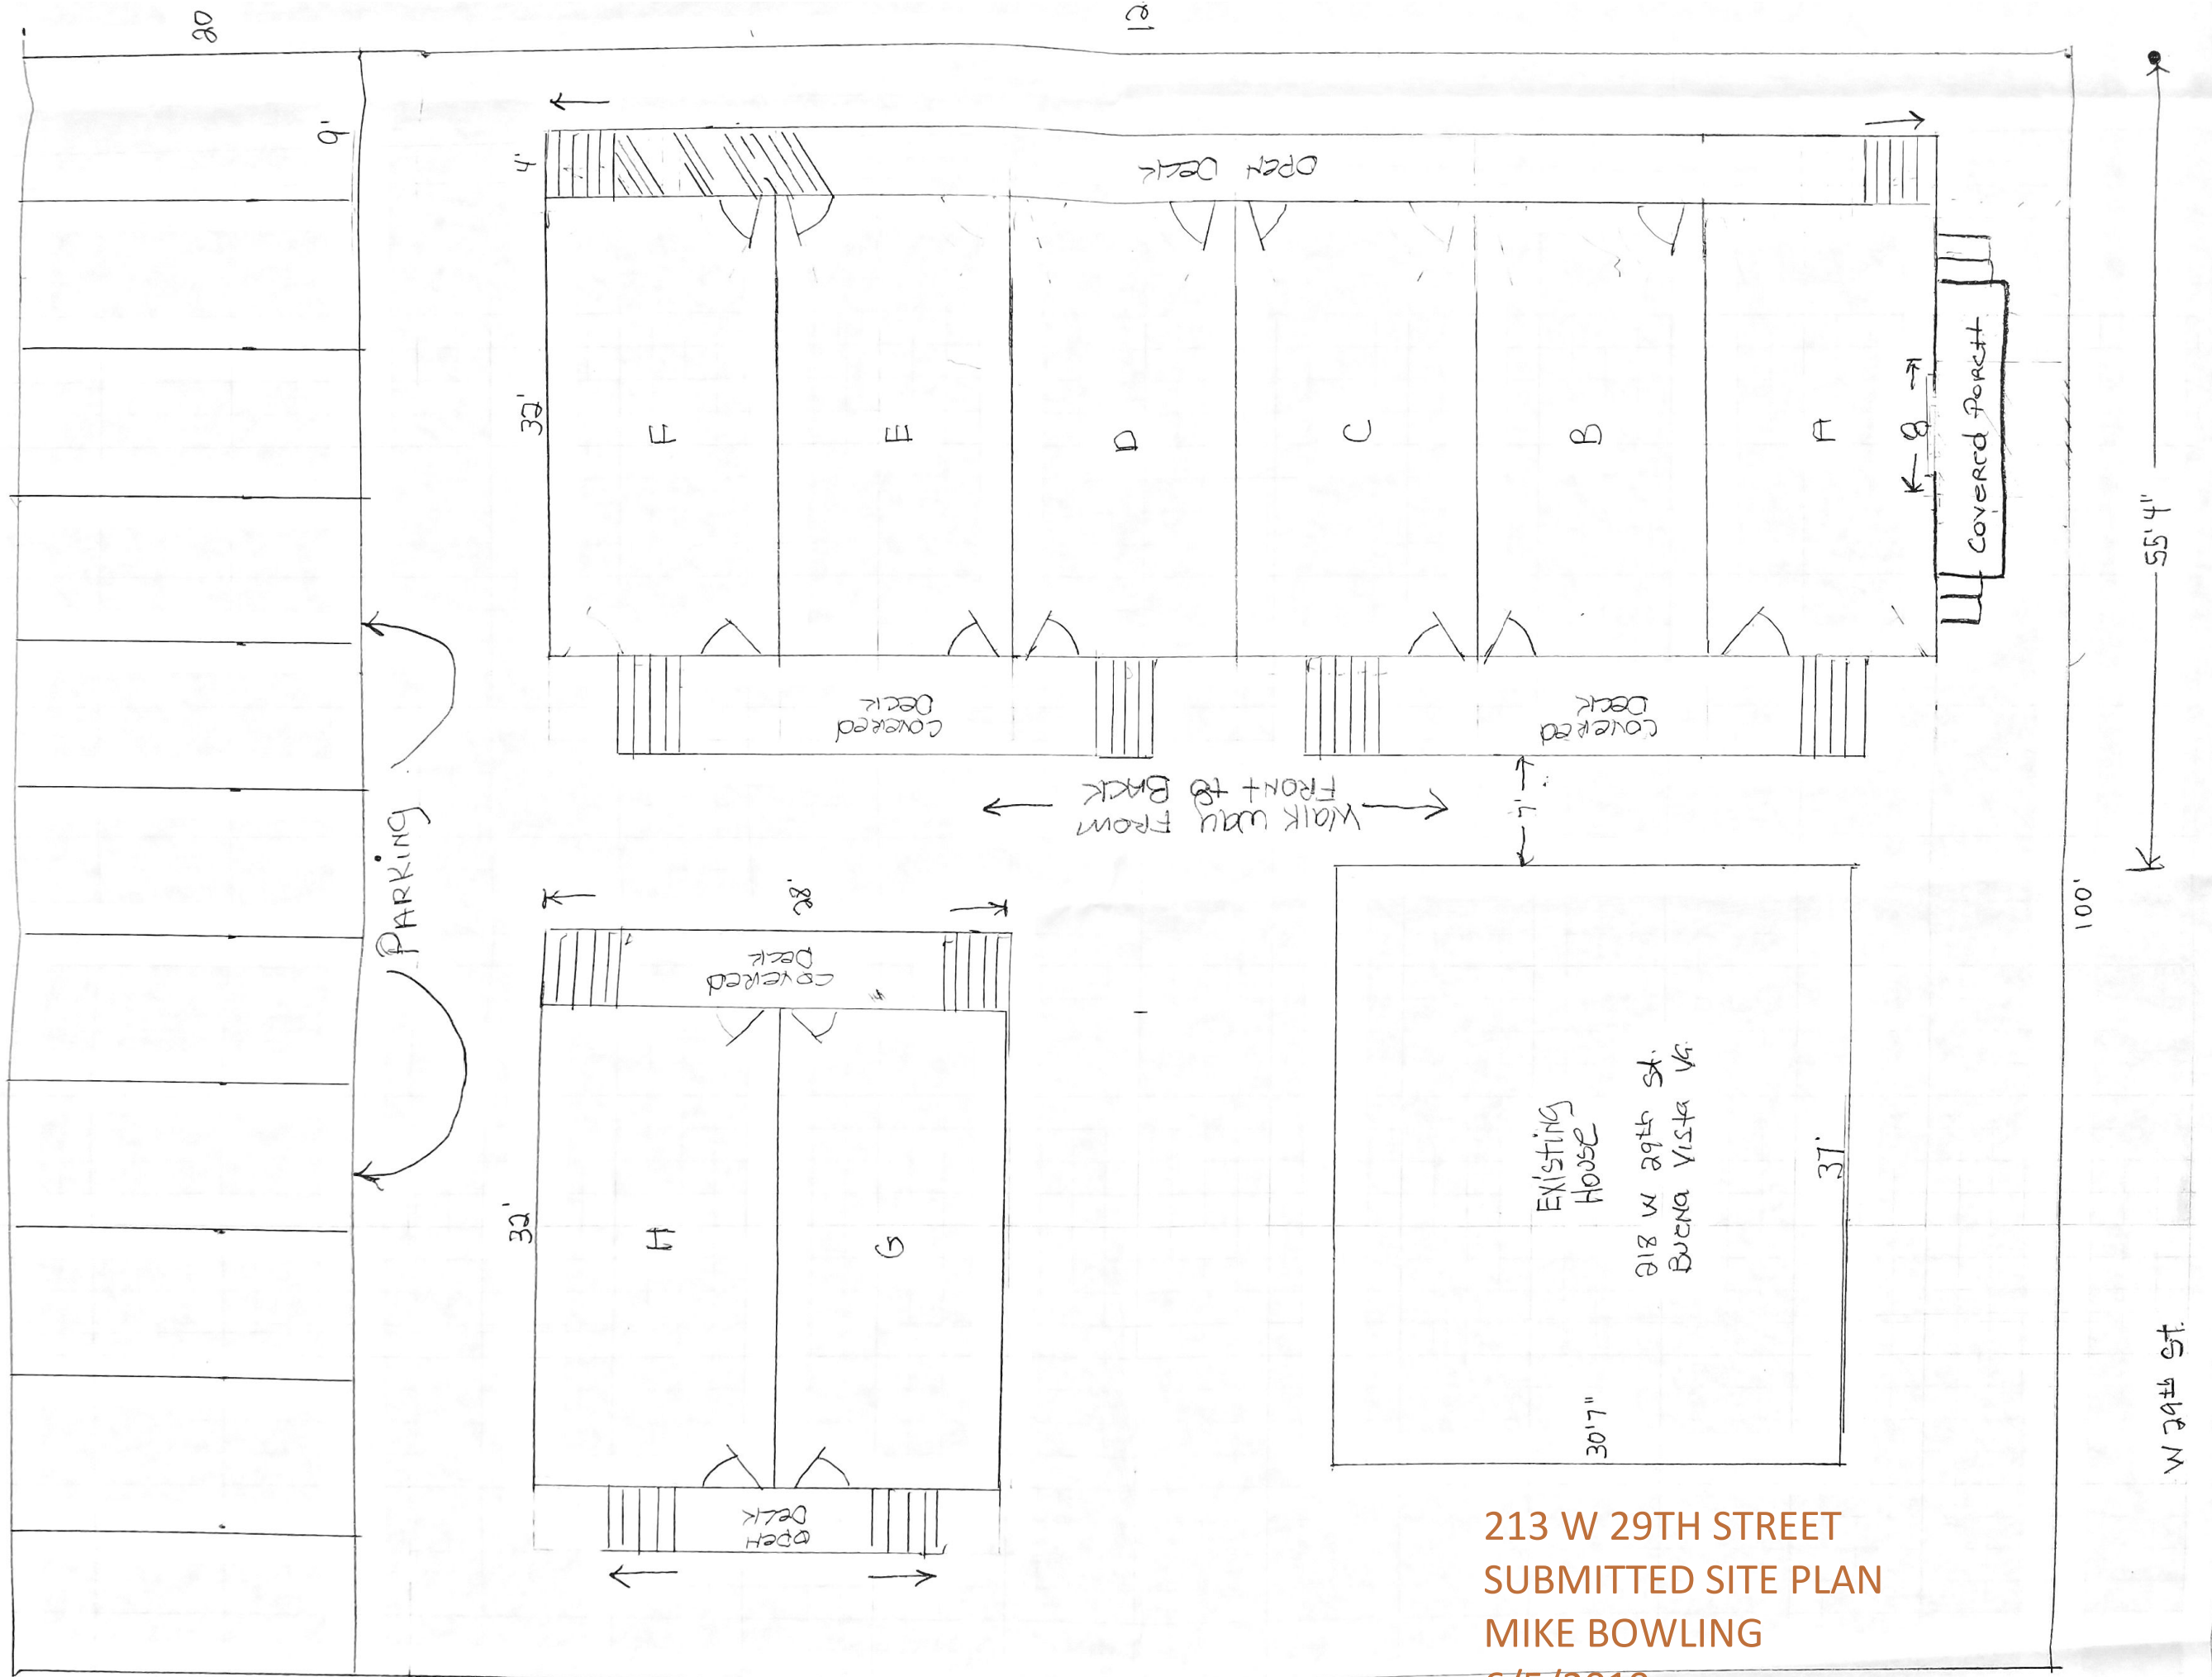 20
12
9'
4'
OPEN DECK
32'
F
E
D
C
B
A
8
COVERED PORCH
55' 4"
COVERED
DECK
COVERED
DECK
WALK WAY FROM
FRONT to BACK
7'
PARKING
28'
COVERED
DECK
100'
32'
H
G
EXISTING
HOUSE
213 W 29th St.
BUENA VISTA VA.
37'
30'7"
OPEN
DECK
W 29th St.
213 W 29TH STREET
SUBMITTED SITE PLAN
MIKE BOWLING